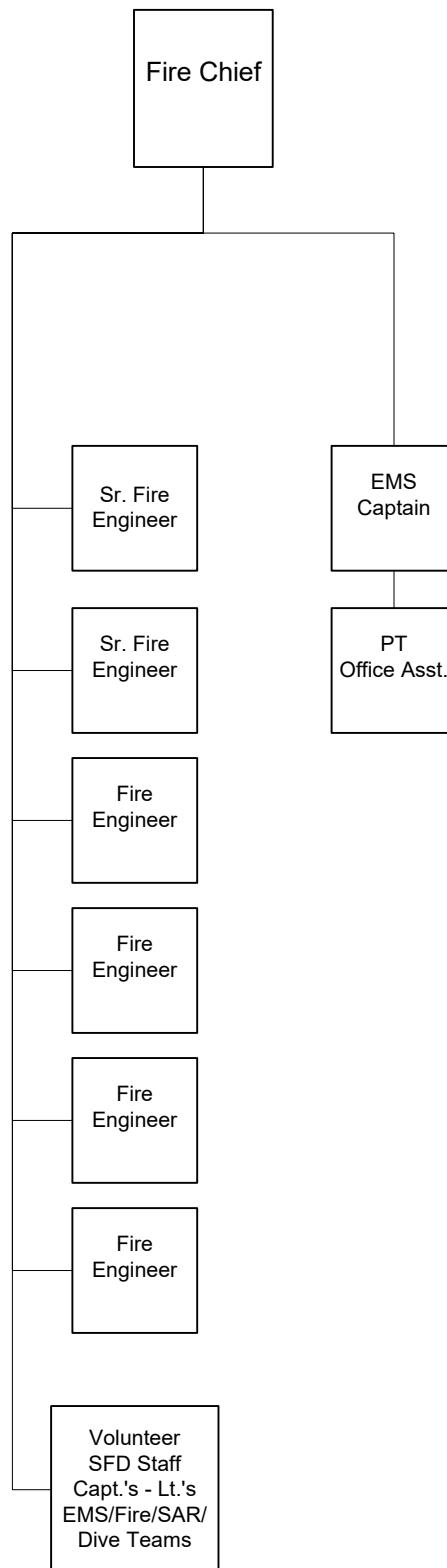 Fire Chief
Sr. Fire
Engineer
Sr. Fire
Engineer
Fire
Engineer
Fire
Engineer
Fire
Engineer
Fire
Engineer
Volunteer
SFD Staff
Capt.'s - Lt.'s
EMS/Fire/SAR/
Dive Teams
EMS
Captain
PT
Office Asst.